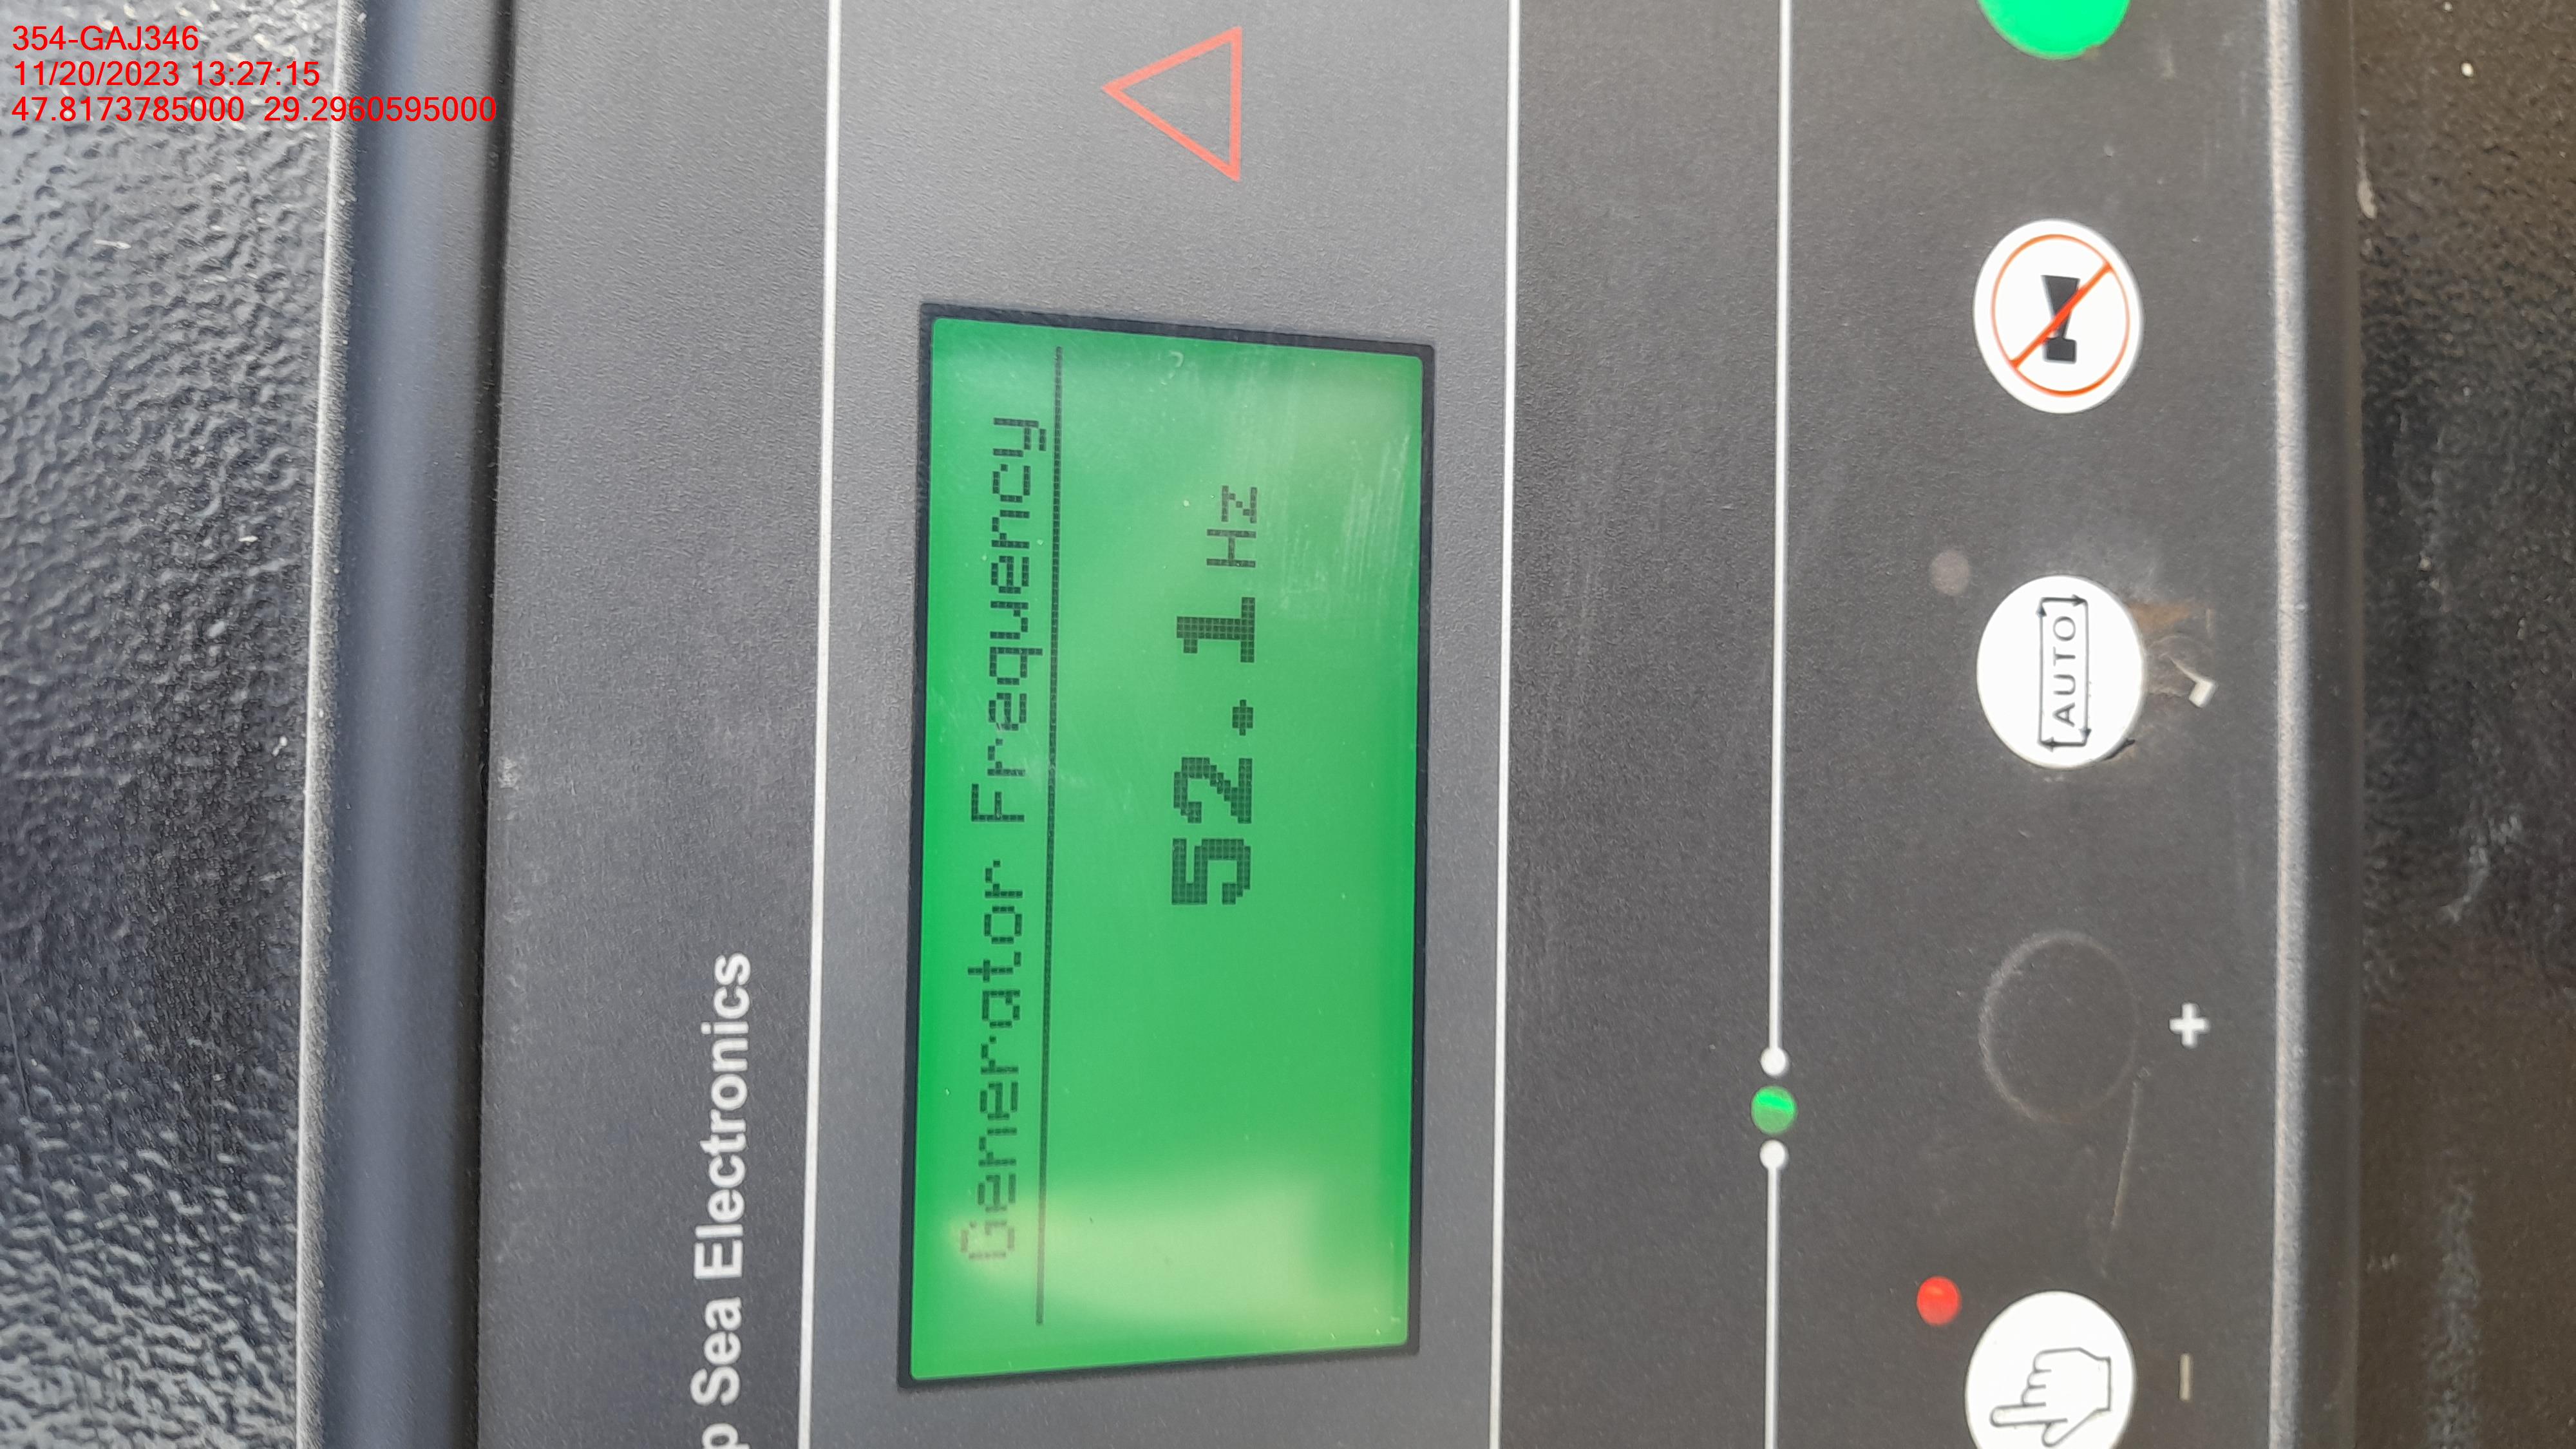 354-GAJ346
11/20/2023 13:27:15
47.8173785000 29.2960595000
p Sea Electronics
Generator Frequency
52.1 Hz
AUTO
+
-